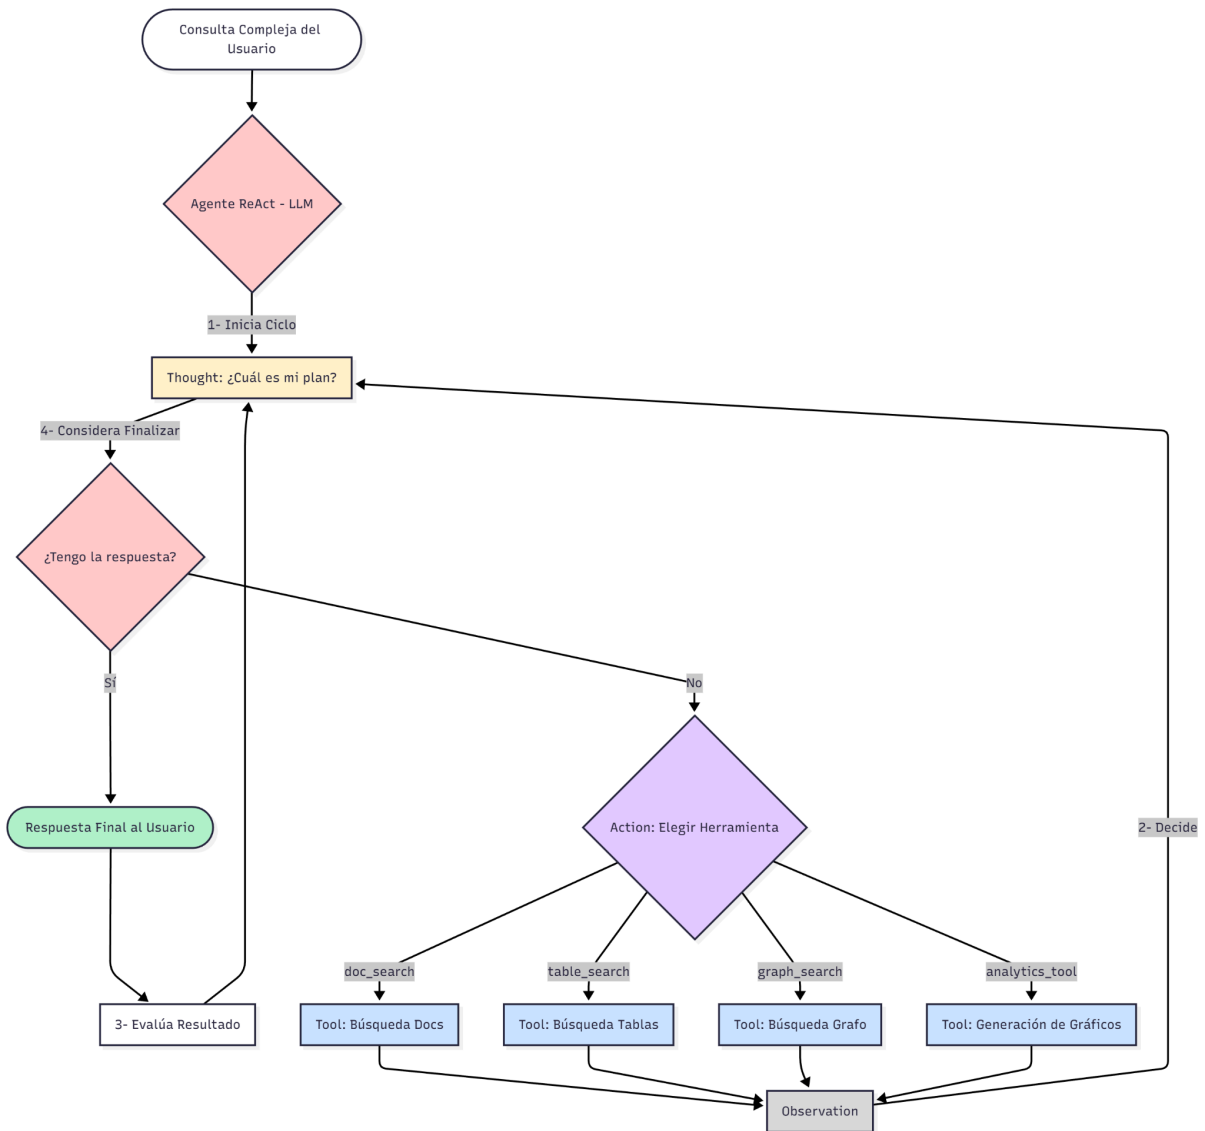 Consulta Compleja del
Usuario
Agente ReAct - LLM
1- Inicia Ciclo
Thought: ¿Cuál es mi plan?
4- Considera Finalizar
¿Tengo la respuesta?
Sí
No
Respuesta Final al Usuario
Action: Elegir Herramienta
2- Decide
doc_search
table_search
graph_search
analytics_tool
3- Evalúa Resultado
Tool: Búsqueda Docs
Tool: Búsqueda Tablas
Tool: Búsqueda Grafo
Tool: Generación de Gráficos
Observation